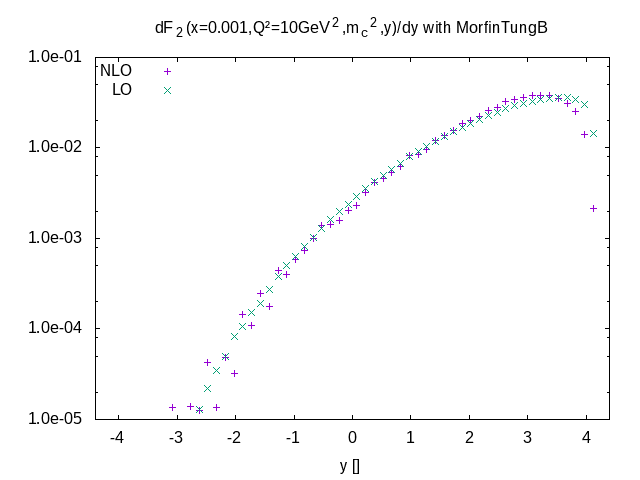 dF2(x=0.001,Q²=10GeV2,mc2,y)/dy with MorfinTungB
1.0e-01
NLO
LO
1.0e-02
1.0e-03
1.0e-04
1.0e-05
-4 -3 -2 -1 0 1 2 3 4
y []